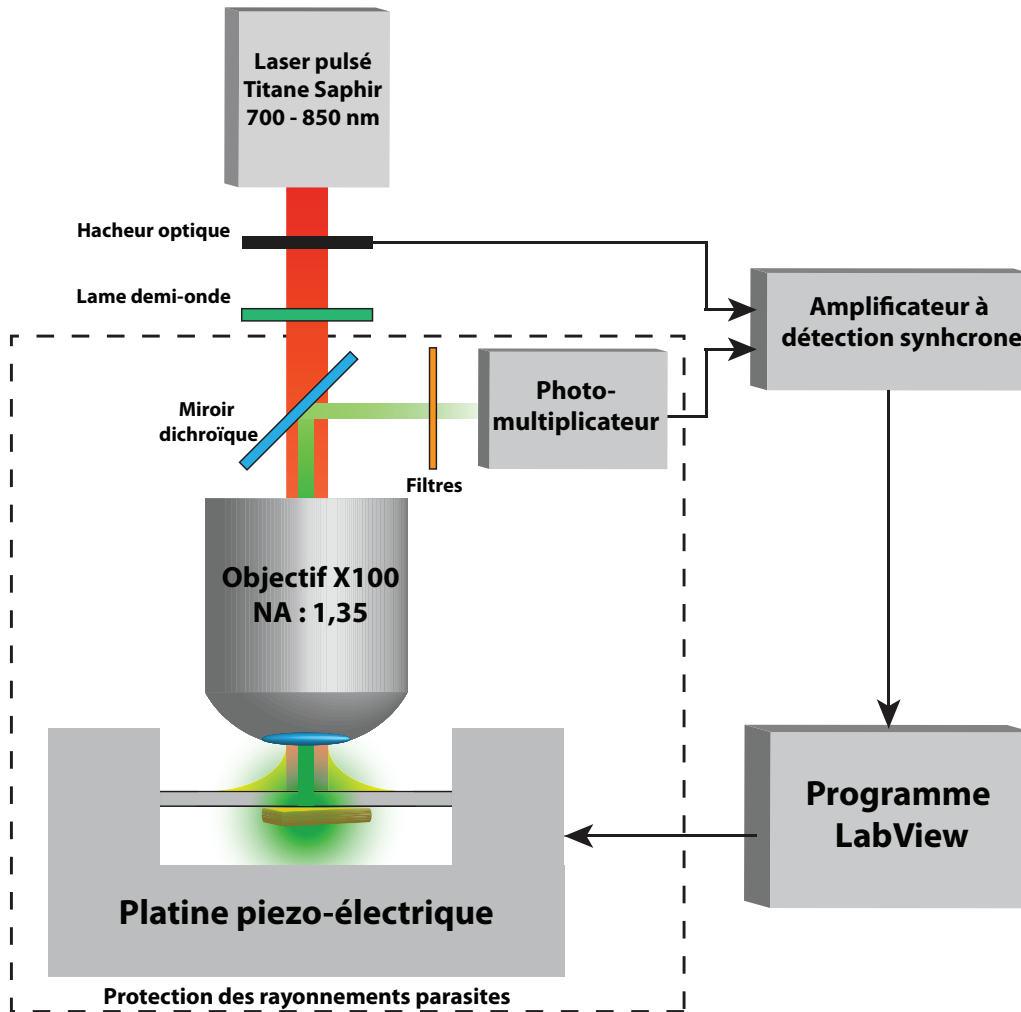 Laser pulsé
Titane Saphir
700 - 850 nm
Hacheur optique
Lame demi-onde
Amplificateur à
détection synhcrone
Miroir
dichroïque
Photo-
multiplicateur
Filtres
Objectif X100
NA : 1,35
Programme
LabView
Platine piezo-électrique
Protection des rayonnements parasites